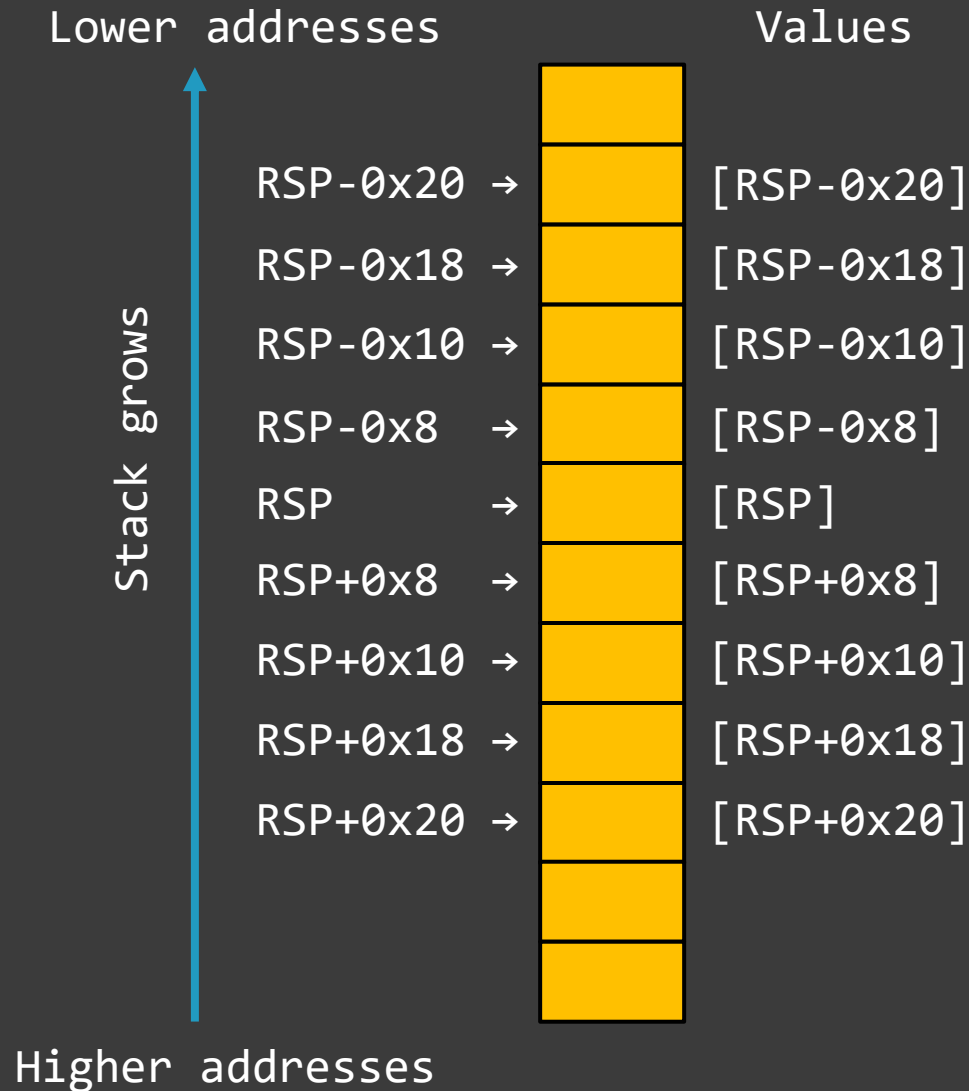 Lower addresses Values
RSP-0x20 → [RSP-0x20]
RSP-0x18 → [RSP-0x18]
RSP-0x10 → [RSP-0x10]
RSP-0x8 → [RSP-0x8]
RSP → [RSP]
RSP+0x8 → [RSP+0x8]
RSP+0x10 → [RSP+0x10]
RSP+0x18 → [RSP+0x18]
RSP+0x20 → [RSP+0x20]
Stack grows
Higher addresses